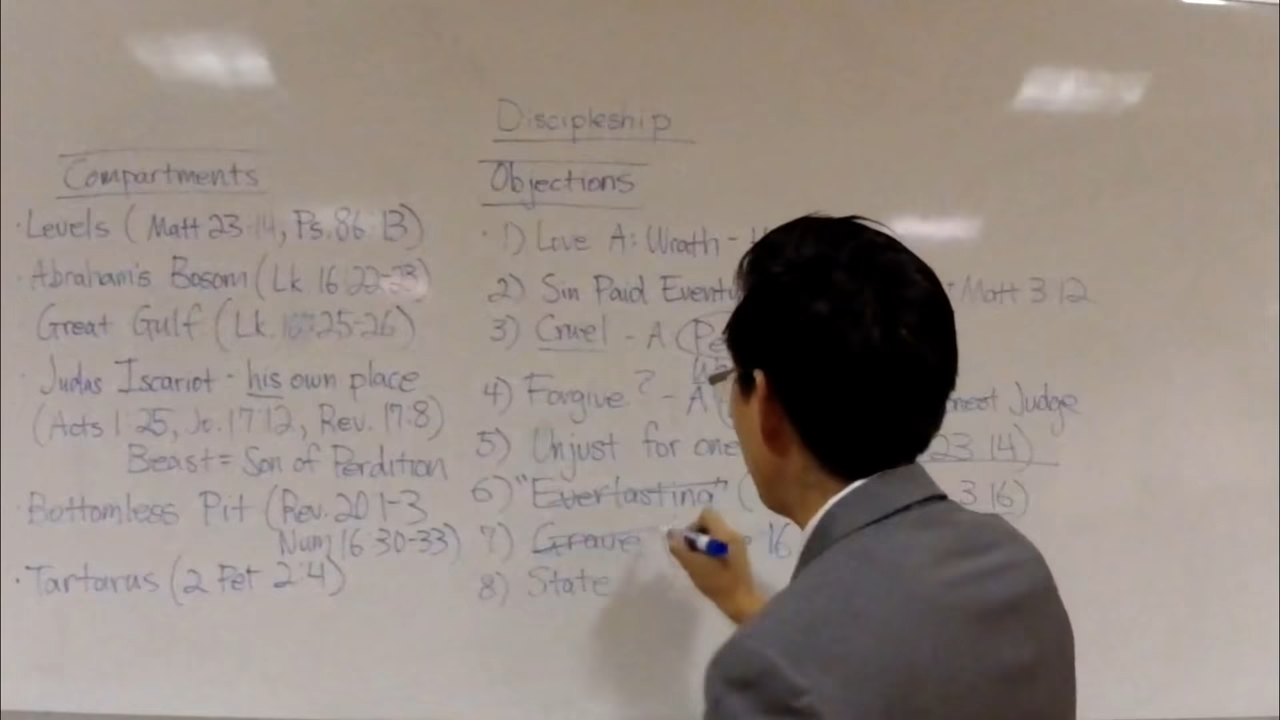 Discipleship
Compartments
· Levels ( Matt 23:14, Ps. 86:13)
· Abraham's Bosom (Lk. 16:22-23)
Great Gulf (Lk. 25-26)
· Judas Iscariot - his own place
(Acts 1:25, Jo. 17:12, Rev. 17:8)
Beast = Son of Perdition
· Bottomless Pit (Rev. 20:1-3
Num 16:30-33)
· Tartarus (2 Pet 2:4)
Objections
1) Love A: Wrath -
2) Sin Paid - Matt 3:12
3) Cruel - A
4) Forgive? - A Judge
5) Unjust for one 23:14)
6) "Everlasting" ( 3:16)
7) Grave 16
8) State